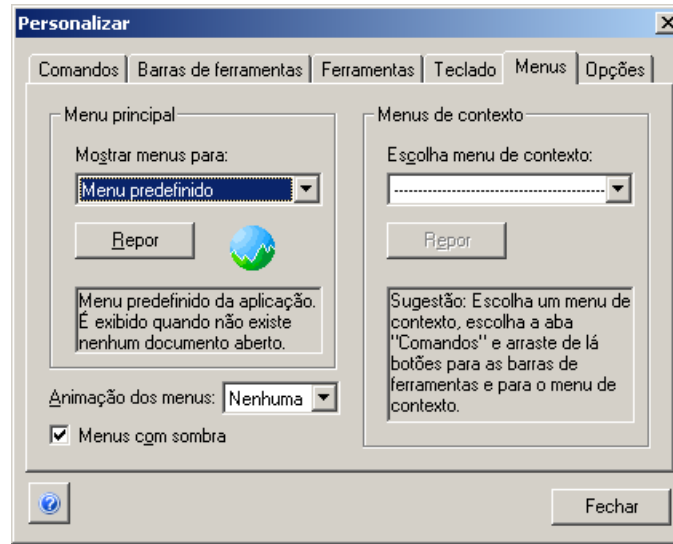 Personalizar
Comandos
Barras de ferramentas
Ferramentas
Teclado
Menus
Opções
Menu principal
Mostrar menus para:
Menu predefinido
Repor
Menu predefinido da aplicação.
É exibido quando não existe
nenhum documento aberto.
Animação dos menus:
Nenhuma
Menus com sombra
Menus de contexto
Escolha menu de contexto:
Repor
Sugestão: Escolha um menu de
contexto, escolha a aba
"Comandos" e arraste de lá
botões para as barras de
ferramentas e para o menu de
contexto.
Fechar